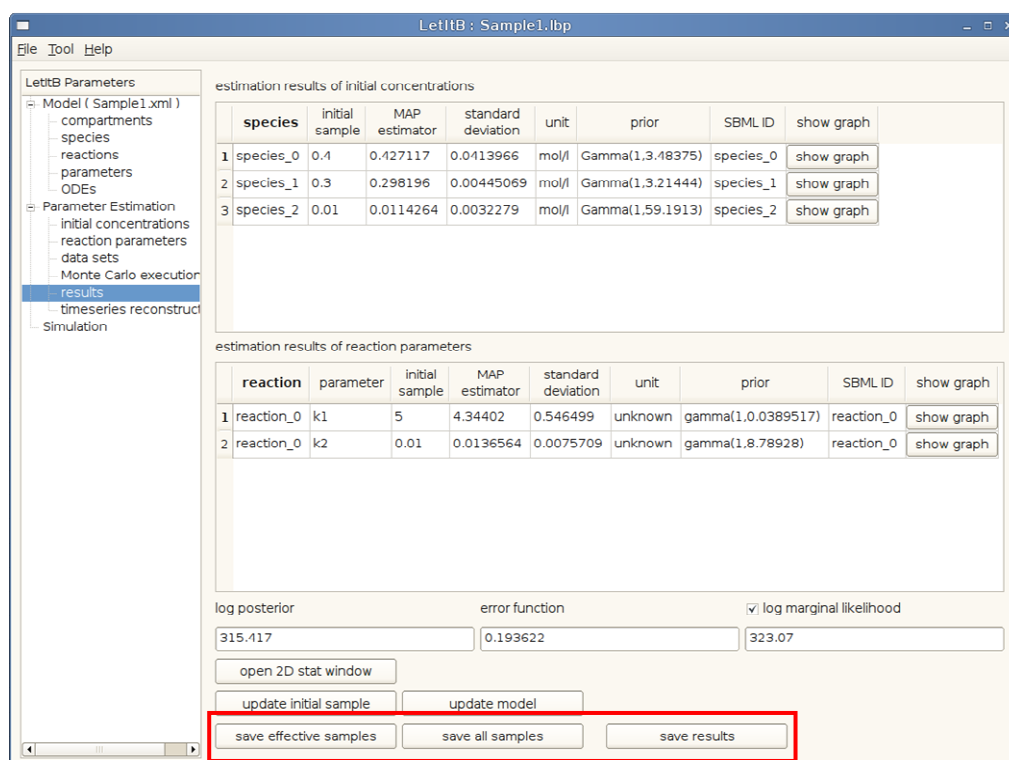 LetItB : Sample1.lbp
File Tool Help
LetItB Parameters
Model ( Sample1.xml )
compartments
species
reactions
parameters
ODEs
Parameter Estimation
initial concentrations
reaction parameters
data sets
Monte Carlo execution
results
timeseries reconstruct
Simulation
estimation results of initial concentrations
species initial sample MAP estimator standard deviation unit prior SBML ID show graph
1 species_0 0.4 0.427117 0.0413966 mol/l Gamma(1,3.48375) species_0 show graph
2 species_1 0.3 0.298196 0.00445069 mol/l Gamma(1,3.21444) species_1 show graph
3 species_2 0.01 0.0114264 0.0032279 mol/l Gamma(1,59.1913) species_2 show graph
estimation results of reaction parameters
reaction parameter initial sample MAP estimator standard deviation unit prior SBML ID show graph
1 reaction_0 k1 5 4.34402 0.546499 unknown gamma(1,0.0389517) reaction_0 show graph
2 reaction_0 k2 0.01 0.0136564 0.0075709 unknown gamma(1,8.78928) reaction_0 show graph
log posterior error function log marginal likelihood
315.417 0.193622 323.07
open 2D stat window
update initial sample update model
save effective samples save all samples save results